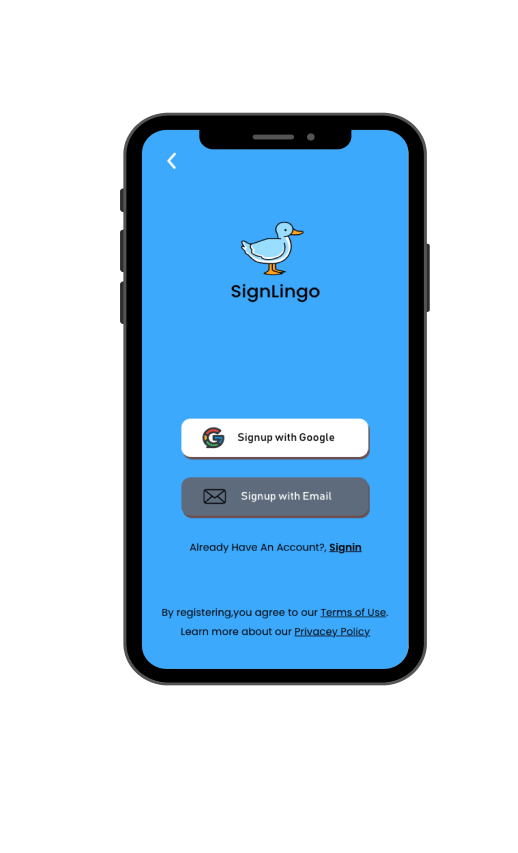 SignLingo
Signup with Google
Signup with Email
Already Have An Account?, Signin
By registering,you agree to our Terms of Use.
Learn more about our Privacey Policy